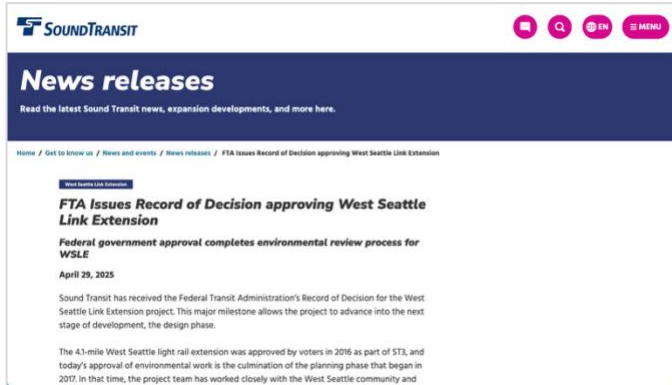 SOUNDTRANSIT
EN
MENU
News releases
Read the latest Sound Transit news, expansion developments, and more here.
Home / Get to know us / News and events / News releases / FTA Issues Record of Decision approving West Seattle Link Extension
West Seattle Link Extension
FTA Issues Record of Decision approving West Seattle
Link Extension
Federal government approval completes environmental review process for
WSLE
April 29, 2025
Sound Transit has received the Federal Transit Administration's Record of Decision for the West
Seattle Link Extension project. This major milestone allows the project to advance into the next
stage of development, the design phase.
The 4.1-mile West Seattle light rail extension was approved by voters in 2016 as part of ST3, and
today's approval of environmental work is the culmination of the planning phase that began in
2017. In that time, the project team has worked closely with the West Seattle community and